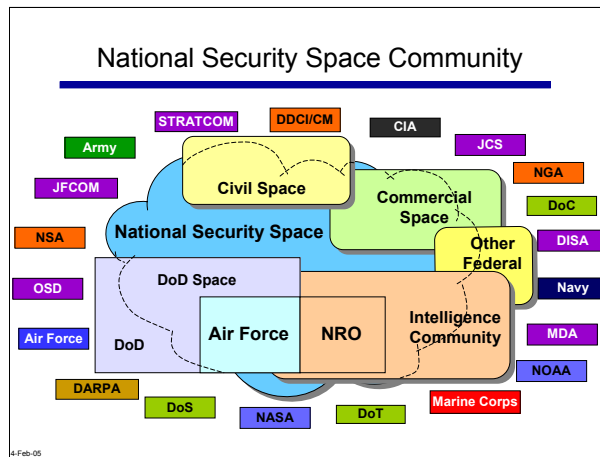 National Security Space Community
STRATCOM
DDCI/CM
CIA
Army
JCS
JFCOM
Civil Space
NGA
Commercial
Space
DoC
NSA
National Security Space
Other
Federal
DISA
OSD
DoD Space
Navy
Air Force
DoD
Air Force
NRO
Intelligence
Community
MDA
NOAA
DARPA
DoS
NASA
DoT
Marine Corps
4-Feb-05